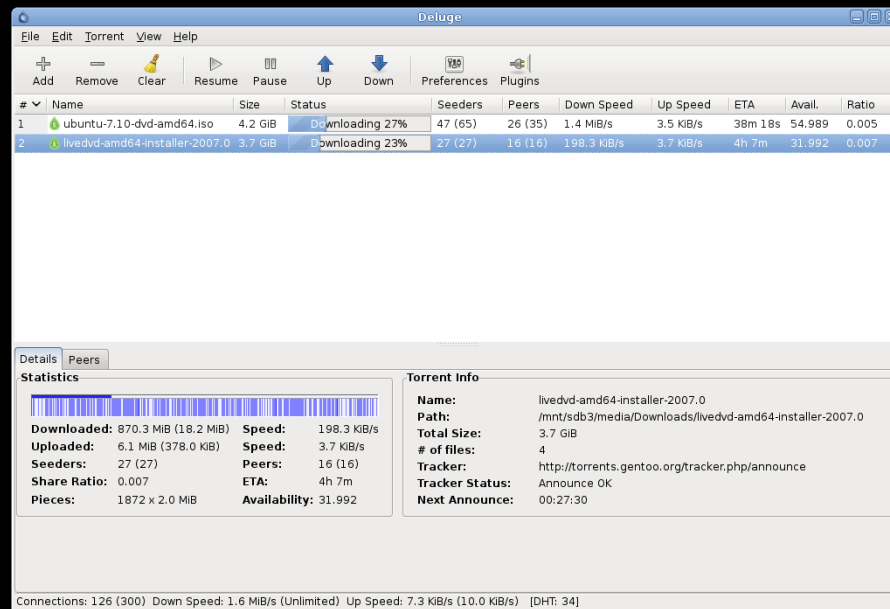 Deluge
File Edit Torrent View Help
Add Remove Clear Resume Pause Up Down Preferences Plugins
# Name Size Status Seeders Peers Down Speed Up Speed ETA Avail. Ratio
1 ubuntu-7.10-dvd-amd64.iso 4.2 GiB Downloading 27% 47 (65) 26 (35) 1.4 MiB/s 3.5 KiB/s 38m 18s 54.989 0.005
2 livedvd-amd64-installer-2007.0 3.7 GiB Downloading 23% 27 (27) 16 (16) 198.3 KiB/s 3.7 KiB/s 4h 7m 31.992 0.007
Details Peers
Statistics
Downloaded: 870.3 MiB (18.2 MiB) Speed: 198.3 KiB/s
Uploaded: 6.1 MiB (378.0 KiB) Speed: 3.7 KiB/s
Seeders: 27 (27) Peers: 16 (16)
Share Ratio: 0.007 ETA: 4h 7m
Pieces: 1872 x 2.0 MiB Availability: 31.992
Torrent Info
Name: livedvd-amd64-installer-2007.0
Path: /mnt/sdb3/media/Downloads/livedvd-amd64-installer-2007.0
Total Size: 3.7 GiB
# of files: 4
Tracker: http://torrents.gentoo.org/tracker.php/announce
Tracker Status: Announce OK
Next Announce: 00:27:30
Connections: 126 (300) Down Speed: 1.6 MiB/s (Unlimited) Up Speed: 7.3 KiB/s (10.0 KiB/s) [DHT: 34]